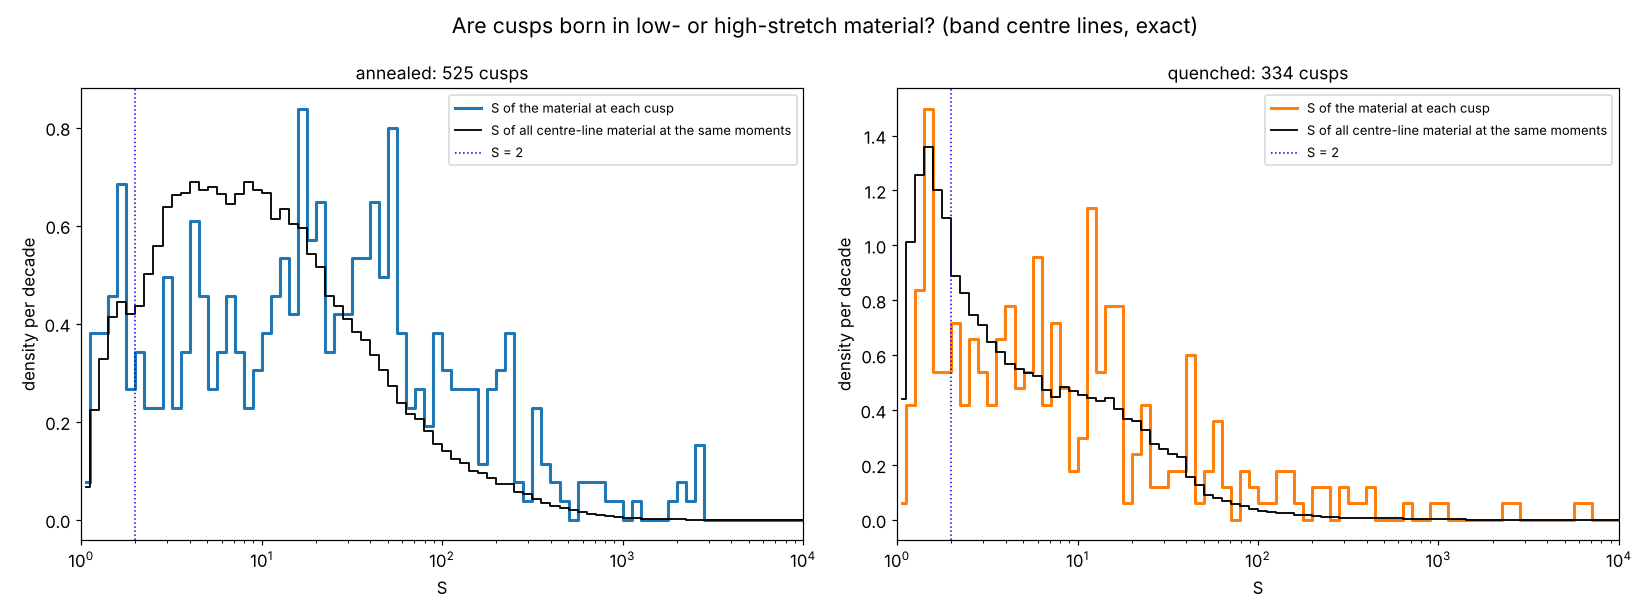 Are cusps born in low- or high-stretch material? (band centre lines, exact)
annealed: 525 cusps
S of the material at each cusp
S of all centre-line material at the same moments
S = 2
density per decade
0.8
0.6
0.4
0.2
0.0
10⁰
10¹
10²
10³
10⁴
S
quenched: 334 cusps
S of the material at each cusp
S of all centre-line material at the same moments
S = 2
density per decade
1.4
1.2
1.0
0.8
0.6
0.4
0.2
0.0
10⁰
10¹
10²
10³
10⁴
S